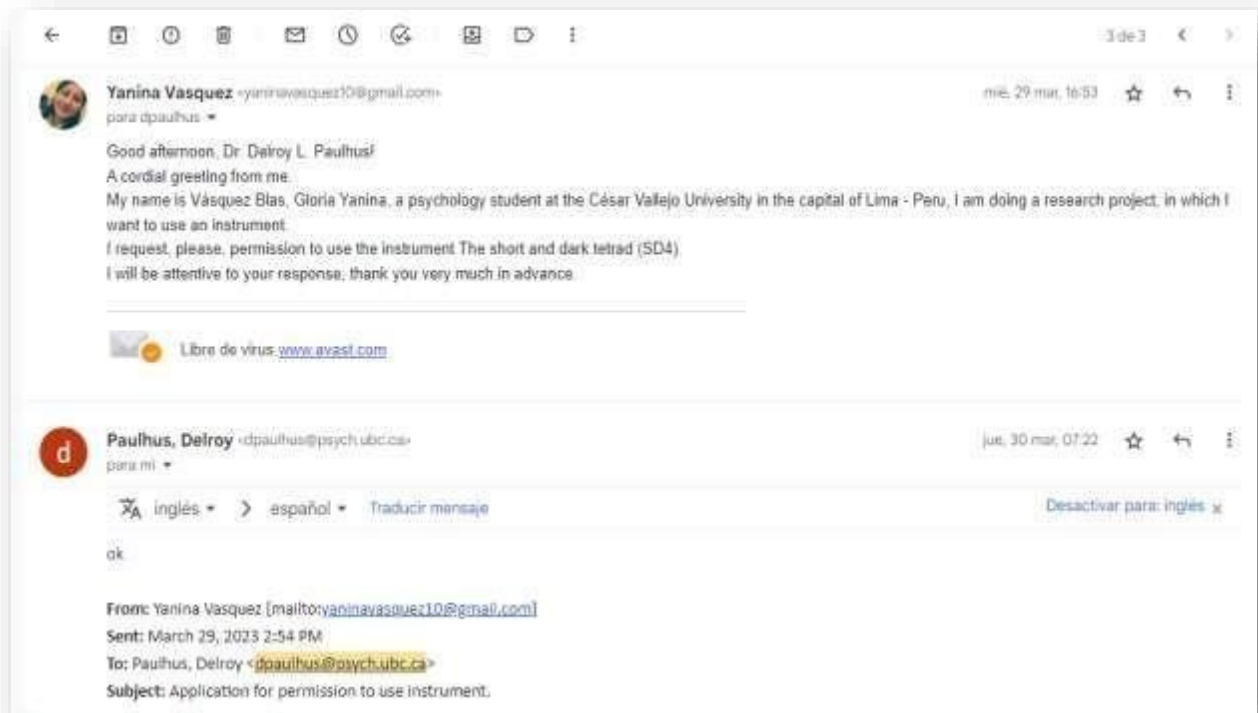 3 de 3
Yanina Vasquez <yaninavasquez10@gmail.com>
mié, 29 mar, 16:53
para dpaulhus
Good afternoon, Dr. Delroy L. Paulhus!
A cordial greeting from me.
My name is Vásquez Blas, Gloria Yanina, a psychology student at the César Vallejo University in the capital of Lima - Peru, I am doing a research project, in which I
want to use an instrument.
I request, please, permission to use the instrument The short and dark tetrad (SD4).
I will be attentive to your response, thank you very much in advance.
Libre de virus.www.avast.com
d
Paulhus, Delroy <dpaulhus@psych.ubc.ca>
jue, 30 mar, 07:22
para mí
inglés > español Traducir mensaje
Desactivar para: inglés x
ok
From: Yanina Vasquez [mailto:yaninavasquez10@gmail.com]
Sent: March 29, 2023 2:54 PM
To: Paulhus, Delroy <dpaulhus@psych.ubc.ca>
Subject: Application for permission to use instrument.